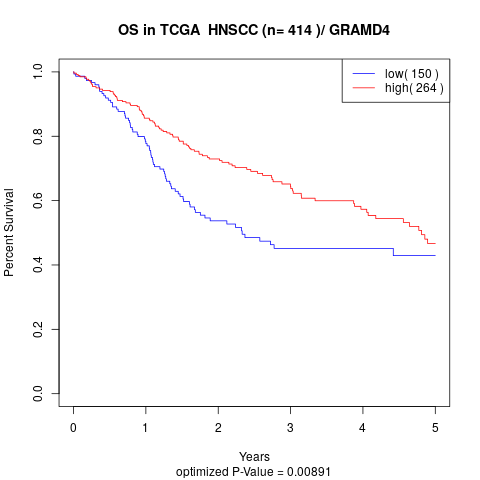 OS in TCGA  HNSCC (n= 414 )/ GRAMD4
low( 150 )
high( 264 )
Percent Survival
1.0
0.8
0.6
0.4
0.2
0.0
0 1 2 3 4 5
Years
optimized P-Value = 0.00891